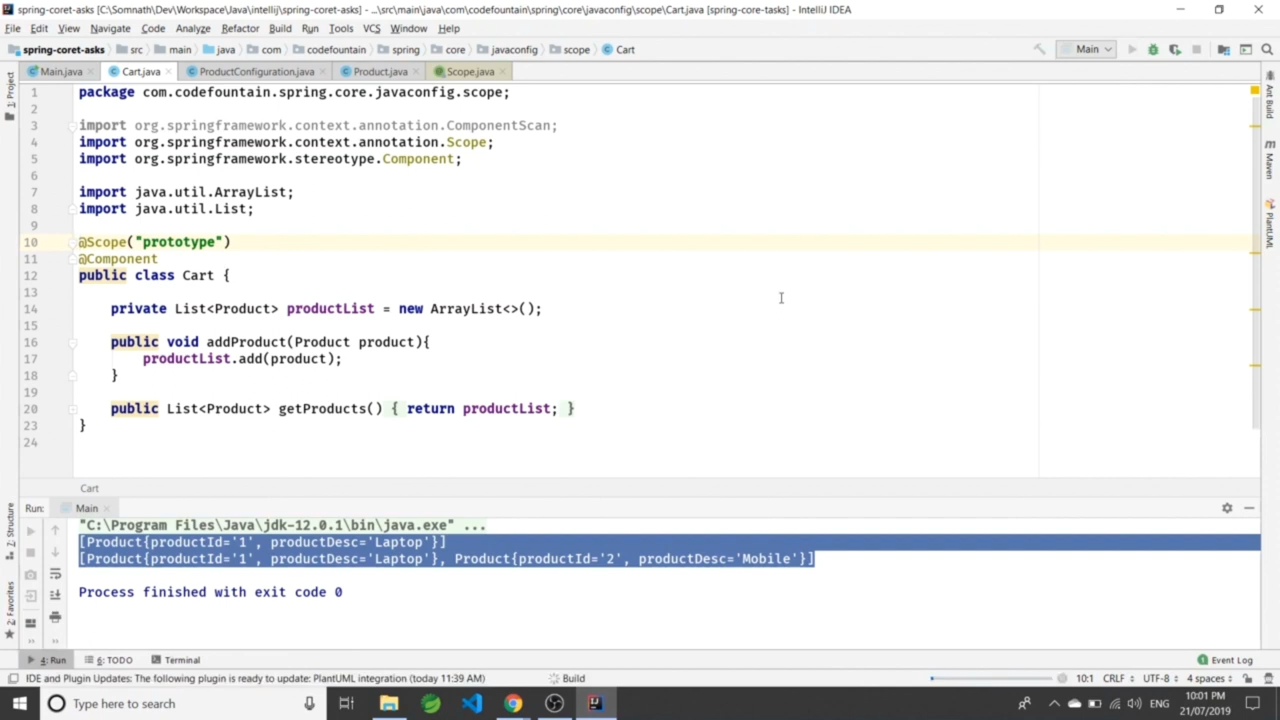 spring-coret-asks [C:\Somnath\Dev\Workspace\Java\intellij\spring-coret-asks] - ...\src\main\java\com\codefountain\spring\core\javaconfig\scope\Cart.java [spring-core-tasks] - IntelliJ IDEA
File Edit View Navigate Code Analyze Refactor Build Run Tools VCS Window Help
spring-coret-asks src main java com codefountain spring core javaconfig scope Cart Main
Main.java Cart.java ProductConfiguration.java Product.java Scope.java
1: Project
Ant Build
Maven
PlantUML
1 package com.codefountain.spring.core.javaconfig.scope;
2
3 import org.springframework.context.annotation.ComponentScan;
4 import org.springframework.context.annotation.Scope;
5 import org.springframework.stereotype.Component;
6
7 import java.util.ArrayList;
8 import java.util.List;
9
10 @Scope("prototype")
11 @Component
12 public class Cart {
13
14 private List<Product> productList = new ArrayList<>();
15
16 public void addProduct(Product product){
17 productList.add(product);
18 }
19
20 public List<Product> getProducts() { return productList; }
23 }
24
Cart
7: Structure
2: Favorites
Run: Main
"C:\Program Files\Java\jdk-12.0.1\bin\java.exe" ...
[Product{productId='1', productDesc='Laptop'}]
[Product{productId='1', productDesc='Laptop'}, Product{productId='2', productDesc='Mobile'}]
Process finished with exit code 0
4: Run 6: TODO Terminal Event Log
IDE and Plugin Updates: The following plugin is ready to update: PlantUML integration (today 11:39 AM) Build 10:1 CRLF UTF-8 4 spaces
Type here to search ENG 10:01 PM
21/07/2019